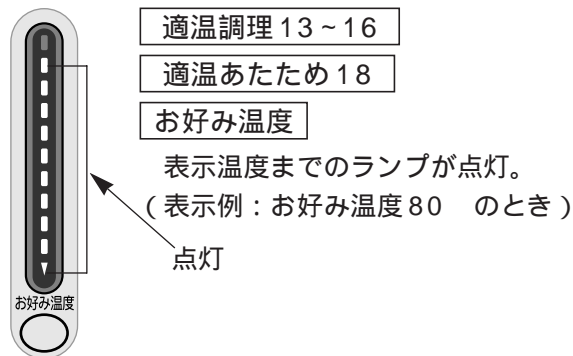 適温調理13~16
適温あたため18
お好み温度
表示温度までのランプが点灯。
(表示例:お好み温度80 のとき)
点灯
お好み温度